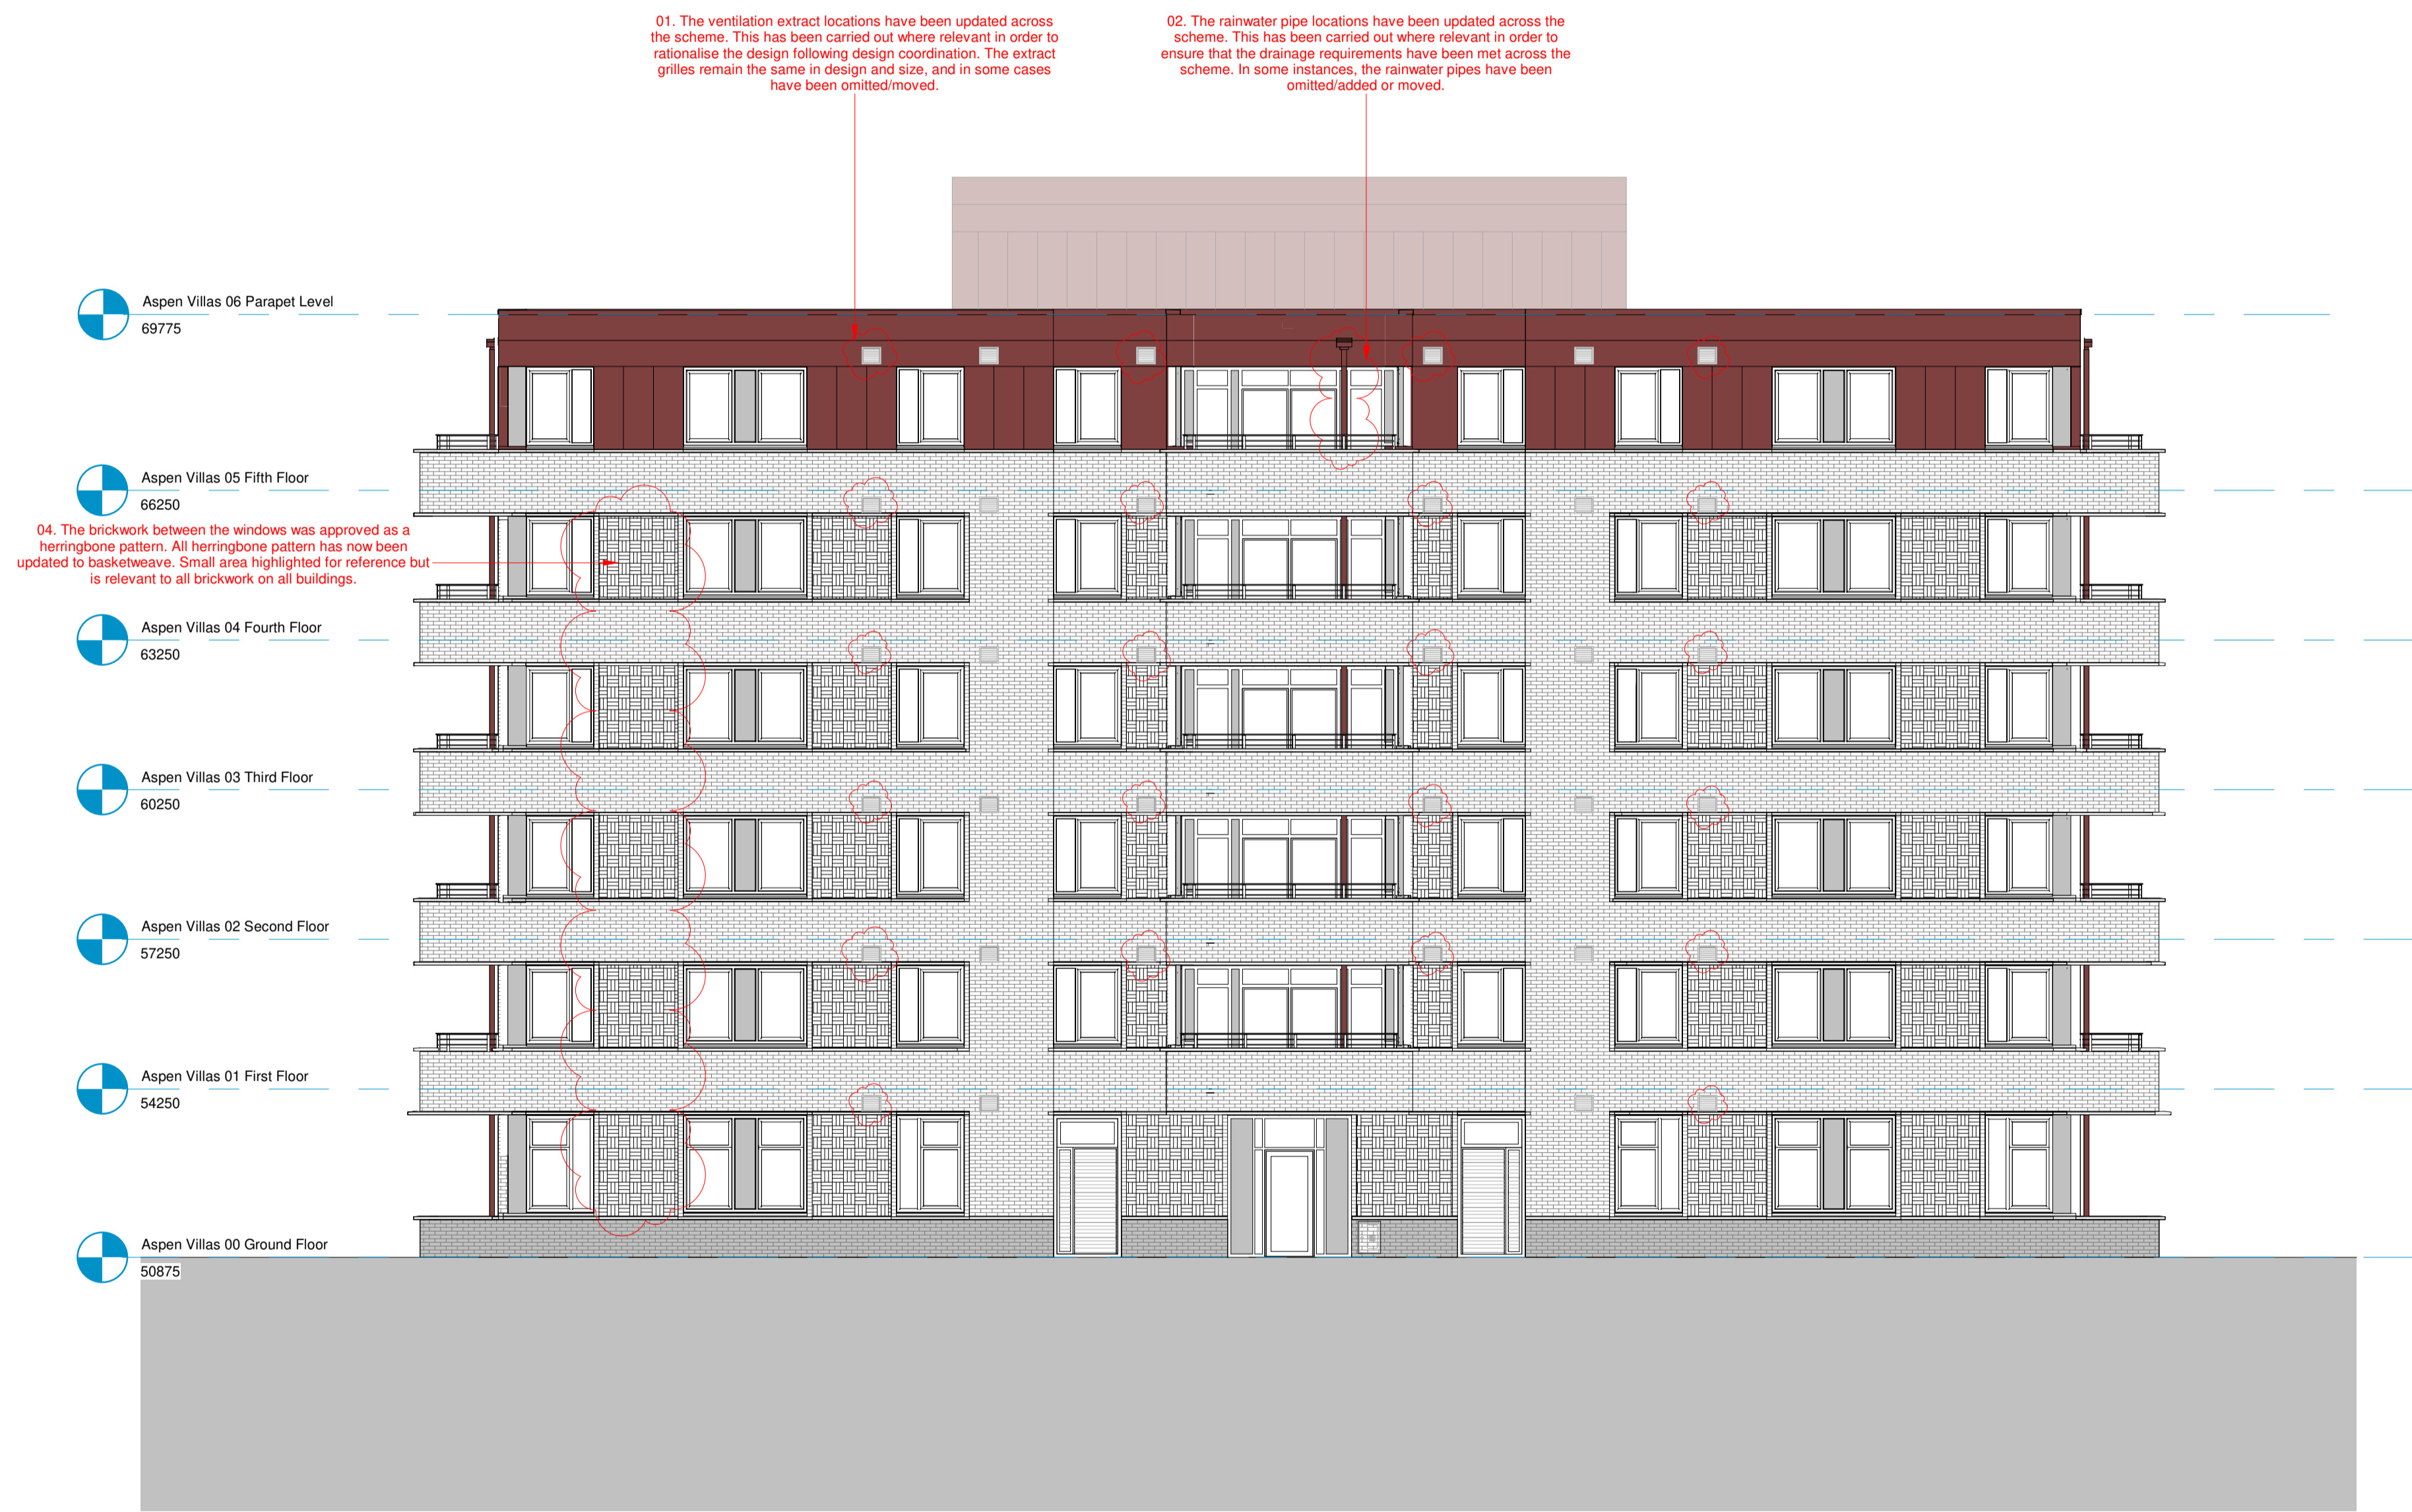 01. The ventilation extract locations have been updated across
the scheme. This has been carried out where relevant in order to
rationalise the design following design coordination. The extract
grilles remain the same in design and size, and in some cases
have been omitted/moved.
02. The rainwater pipe locations have been updated across the
scheme. This has been carried out where relevant in order to
ensure that the drainage requirements have been met across the
scheme. In some instances, the rainwater pipes have been
omitted/added or moved.
Aspen Villas 06 Parapet Level
69775
Aspen Villas 05 Fifth Floor
66250
04. The brickwork between the windows was approved as a
herringbone pattern. All herringbone pattern has now been
updated to basketweave. Small area highlighted for reference but
is relevant to all brickwork on all buildings.
Aspen Villas 04 Fourth Floor
63250
Aspen Villas 03 Third Floor
60250
Aspen Villas 02 Second Floor
57250
Aspen Villas 01 First Floor
54250
Aspen Villas 00 Ground Floor
50875